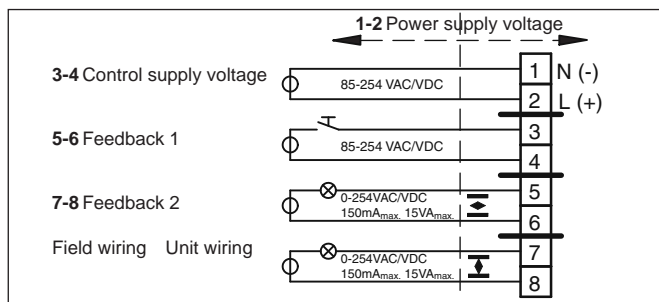 1-2 Power supply voltage
3-4 Control supply voltage
85-254 VAC/VDC
1 N (-)
2 L (+)
5-6 Feedback 1
85-254 VAC/VDC
3
4
7-8 Feedback 2
0-254VAC/VDC
150mAmax. 15VAmax.
5
6
Field wiring Unit wiring
0-254VAC/VDC
150mAmax. 15VAmax.
7
8